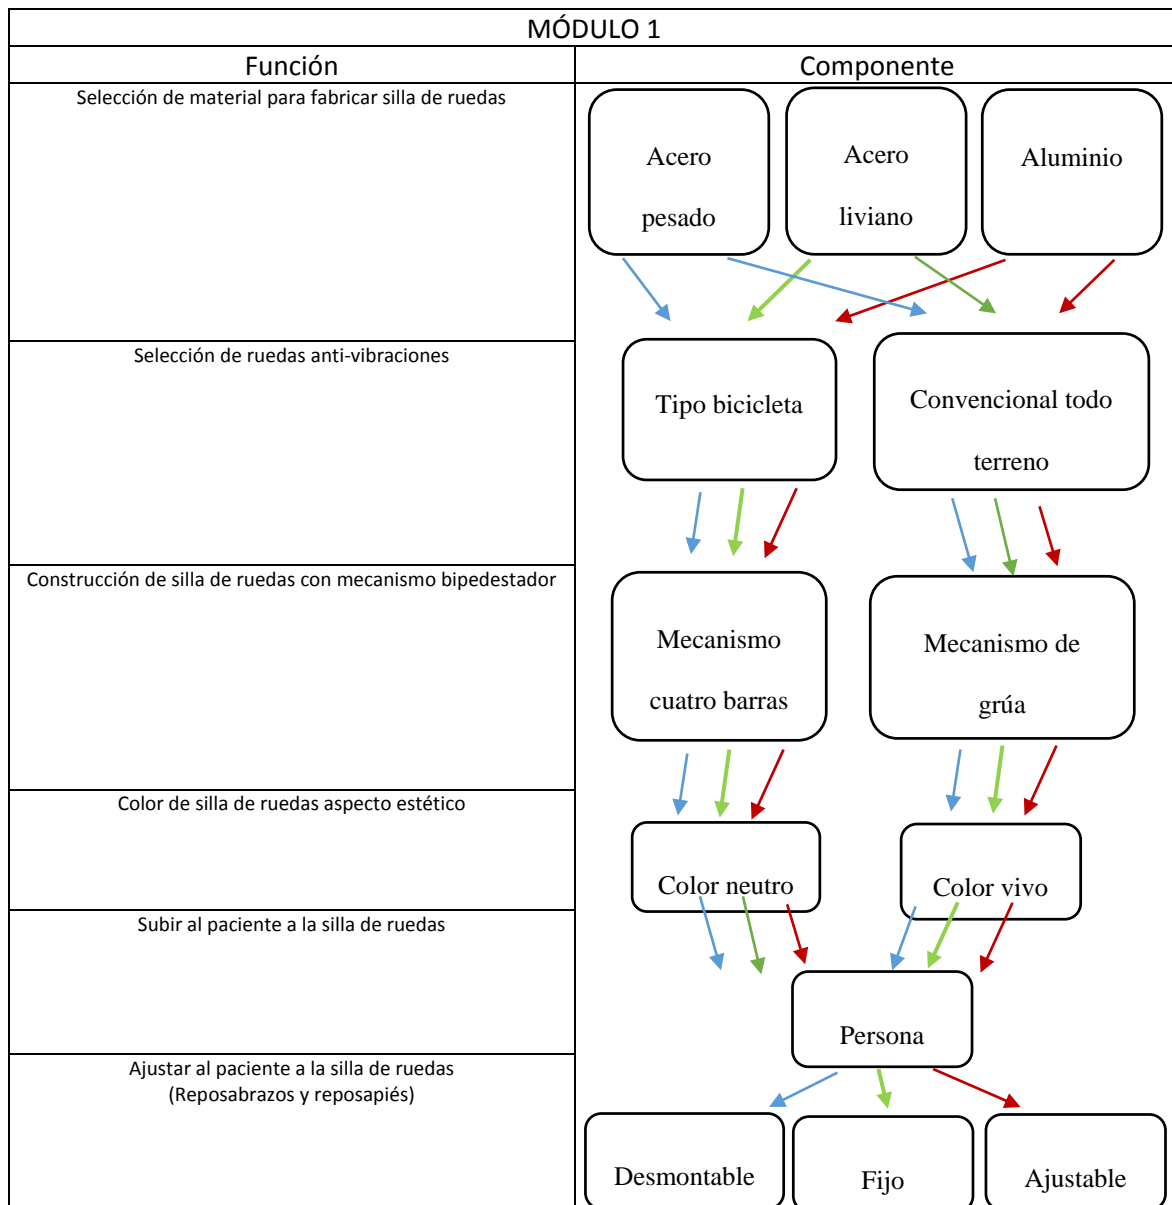 MÓDULO 1
Función
Componente
Selección de material para fabricar silla de ruedas
Acero
pesado
Acero
liviano
Aluminio
Selección de ruedas anti-vibraciones
Tipo bicicleta
Convencional todo
terreno
Construcción de silla de ruedas con mecanismo bipedestador
Mecanismo
cuatro barras
Mecanismo de
grúa
Color de silla de ruedas aspecto estético
Color neutro
Color vivo
Subir al paciente a la silla de ruedas
Persona
Ajustar al paciente a la silla de ruedas
(Reposabrazos y reposapiés)
Desmontable
Fijo
Ajustable